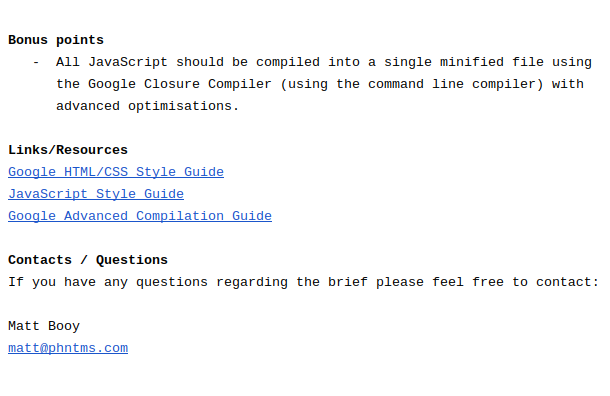 Bonus points
- All JavaScript should be compiled into a single minified file using
the Google Closure Compiler (using the command line compiler) with
advanced optimisations.
Links/Resources
Google HTML/CSS Style Guide
JavaScript Style Guide
Google Advanced Compilation Guide
Contacts / Questions
If you have any questions regarding the brief please feel free to contact:
Matt Booy
matt@phntms.com